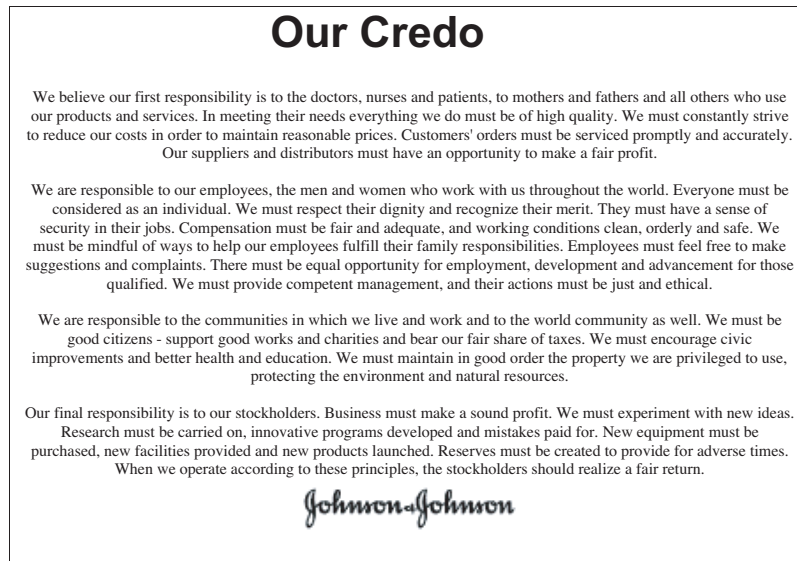 Our Credo
We believe our first responsibility is to the doctors, nurses and patients, to mothers and fathers and all others who use
our products and services. In meeting their needs everything we do must be of high quality. We must constantly strive
to reduce our costs in order to maintain reasonable prices. Customers' orders must be serviced promptly and accurately.
Our suppliers and distributors must have an opportunity to make a fair profit.
We are responsible to our employees, the men and women who work with us throughout the world. Everyone must be
considered as an individual. We must respect their dignity and recognize their merit. They must have a sense of
security in their jobs. Compensation must be fair and adequate, and working conditions clean, orderly and safe. We
must be mindful of ways to help our employees fulfill their family responsibilities. Employees must feel free to make
suggestions and complaints. There must be equal opportunity for employment, development and advancement for those
qualified. We must provide competent management, and their actions must be just and ethical.
We are responsible to the communities in which we live and work and to the world community as well. We must be
good citizens - support good works and charities and bear our fair share of taxes. We must encourage civic
improvements and better health and education. We must maintain in good order the property we are privileged to use,
protecting the environment and natural resources.
Our final responsibility is to our stockholders. Business must make a sound profit. We must experiment with new ideas.
Research must be carried on, innovative programs developed and mistakes paid for. New equipment must be
purchased, new facilities provided and new products launched. Reserves must be created to provide for adverse times.
When we operate according to these principles, the stockholders should realize a fair return.
Johnson & Johnson